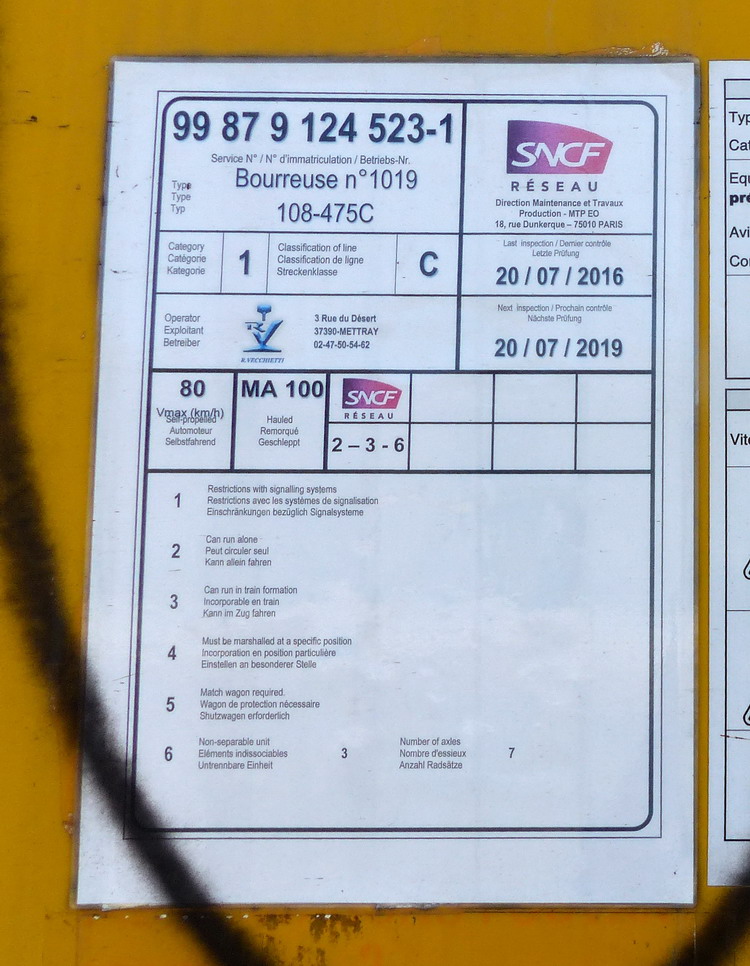 99 87 9 124 523-1
Service N° / N° d'immatriculation / Betriebs-Nr.
Type
Type
Typ
Bourreuse n°1019
108-475C
SNCF
RÉSEAU
Direction Maintenance et Travaux
Production - MTP EO
18, rue Dunkerque – 75010 PARIS
Category
Catégorie
Kategorie
1
Classification of line
Classification de ligne
Streckenklasse
C
Last inspection / Dernier contrôle
Letzte Prüfung
20 / 07 / 2016
Operator
Exploitant
Betreiber
R.VECCHIETTI
3 Rue du Désert
37390-METTRAY
02-47-50-54-62
Next inspection / Prochain contrôle
Nächste Prüfung
20 / 07 / 2019
80
Vmax (km/h)
Self-propelled
Automoteur
Selbstfahrend
MA 100
Hauled
Remorqué
Geschleppt
SNCF
RÉSEAU
2 – 3 - 6
1
Restrictions with signalling systems
Restrictions avec les systèmes de signalisation
Einschränkungen bezüglich Signalsysteme
2
Can run alone
Peut circuler seul
Kann allein fahren
3
Can run in train formation
Incorporable en train
Kann im Zug fahren
4
Must be marshalled at a specific position
Incorporation en position particulière
Einstellen an besonderer Stelle
5
Match wagon required.
Wagon de protection nécessaire
Shutzwagen erforderlich
6
Non-separable unit
Eléments indissociables
Untrennbare Einheit
3
Number of axles
Nombre d'essieux
Anzahl Radsätze
7
Typ
Cat
Equ
pré
Avi
Co
Vit